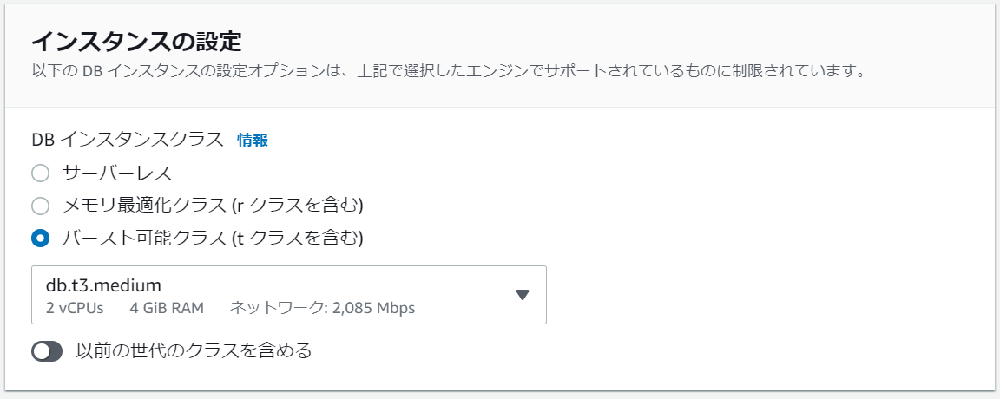 インスタンスの設定
以下の DB インスタンスの設定オプションは、上記で選択したエンジンでサポートされているものに制限されています。
DB インスタンスクラス 情報
サーバーレス
メモリ最適化クラス (r クラスを含む)
バースト可能クラス (t クラスを含む)
db.t3.medium
2 vCPUs 4 GiB RAM ネットワーク: 2,085 Mbps
以前の世代のクラスを含める